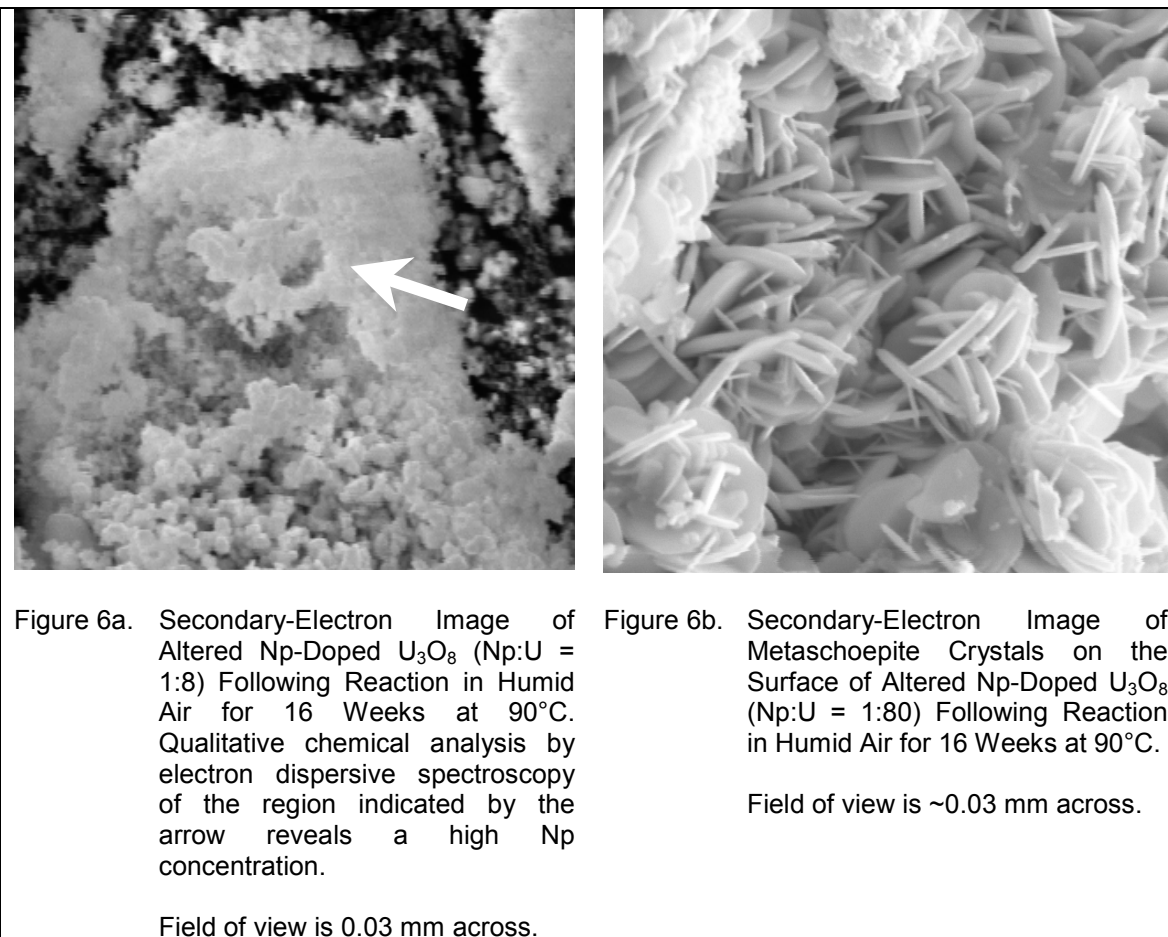 Figure 6a. Secondary-Electron Image of
Altered Np-Doped U₃O₈ (Np:U =
1:8) Following Reaction in Humid
Air for 16 Weeks at 90°C.
Qualitative chemical analysis by
electron dispersive spectroscopy
of the region indicated by the
arrow reveals a high Np
concentration.
Field of view is 0.03 mm across.
Figure 6b. Secondary-Electron Image of
Metaschoepite Crystals on the
Surface of Altered Np-Doped U₃O₈
(Np:U = 1:80) Following Reaction
in Humid Air for 16 Weeks at 90°C.
Field of view is ~0.03 mm across.